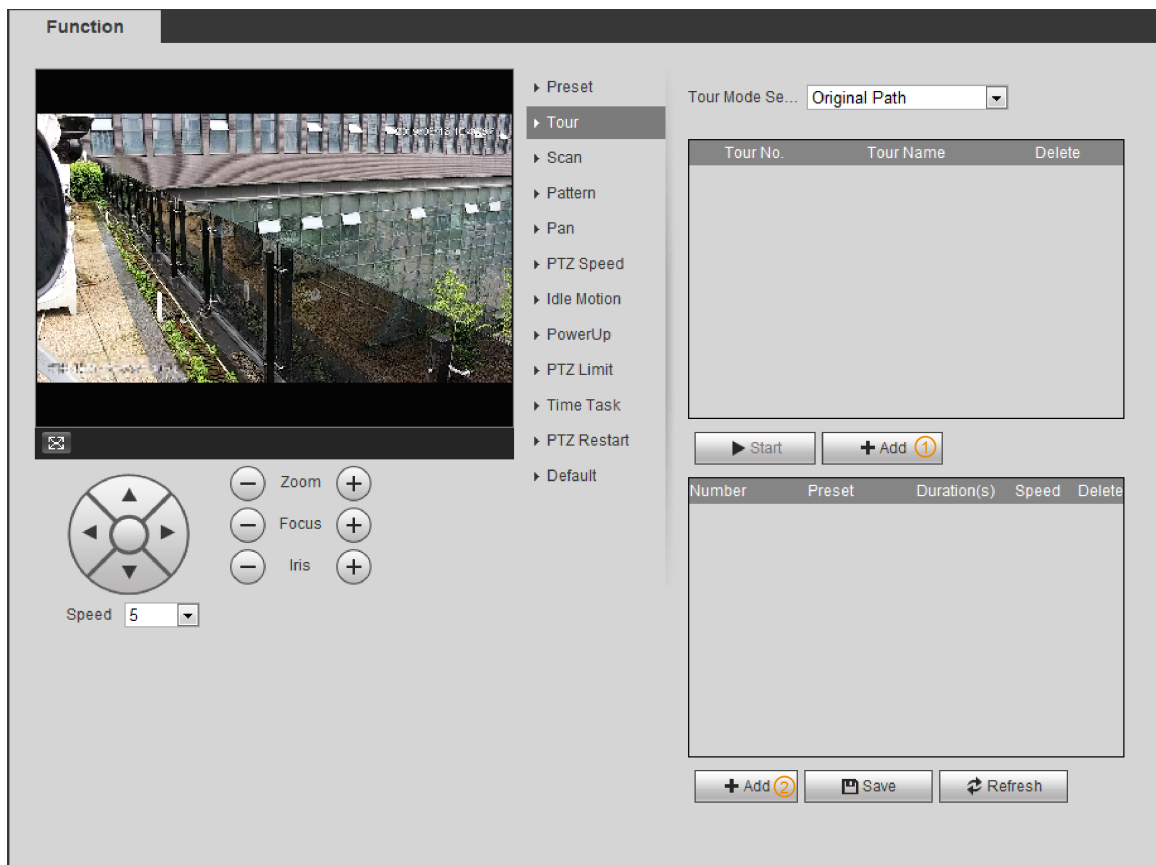 Function
Preset
Tour
Scan
Pattern
Pan
PTZ Speed
Idle Motion
PowerUp
PTZ Limit
Time Task
PTZ Restart
Default
Zoom
Focus
Iris
Speed 5
Tour Mode Se... Original Path
Tour No. Tour Name Delete
Start Add 1
Number Preset Duration(s) Speed Delete
Add 2 Save Refresh